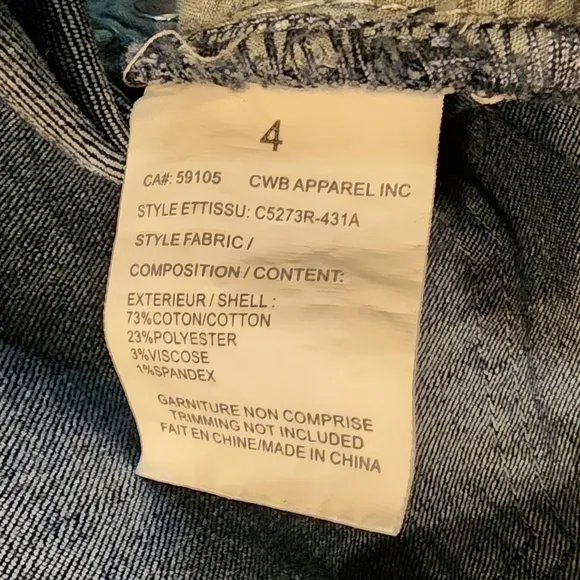 4
CA#: 59105 CWB APPAREL INC
STYLE ETTISSU: C5273R-431A
STYLE FABRIC /
COMPOSITION / CONTENT:
EXTERIEUR / SHELL :
73%COTON/COTTON
23%POLYESTER
3%VISCOSE
1%SPANDEX
GARNITURE NON COMPRISE
TRIMMING NOT INCLUDED
FAIT EN CHINE/MADE IN CHINA